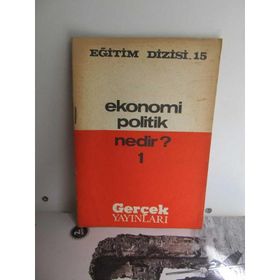 EĞİTİM DİZİSİ.15
ekonomi
politik
nedir?
1
Gerçek
YAYINLARI